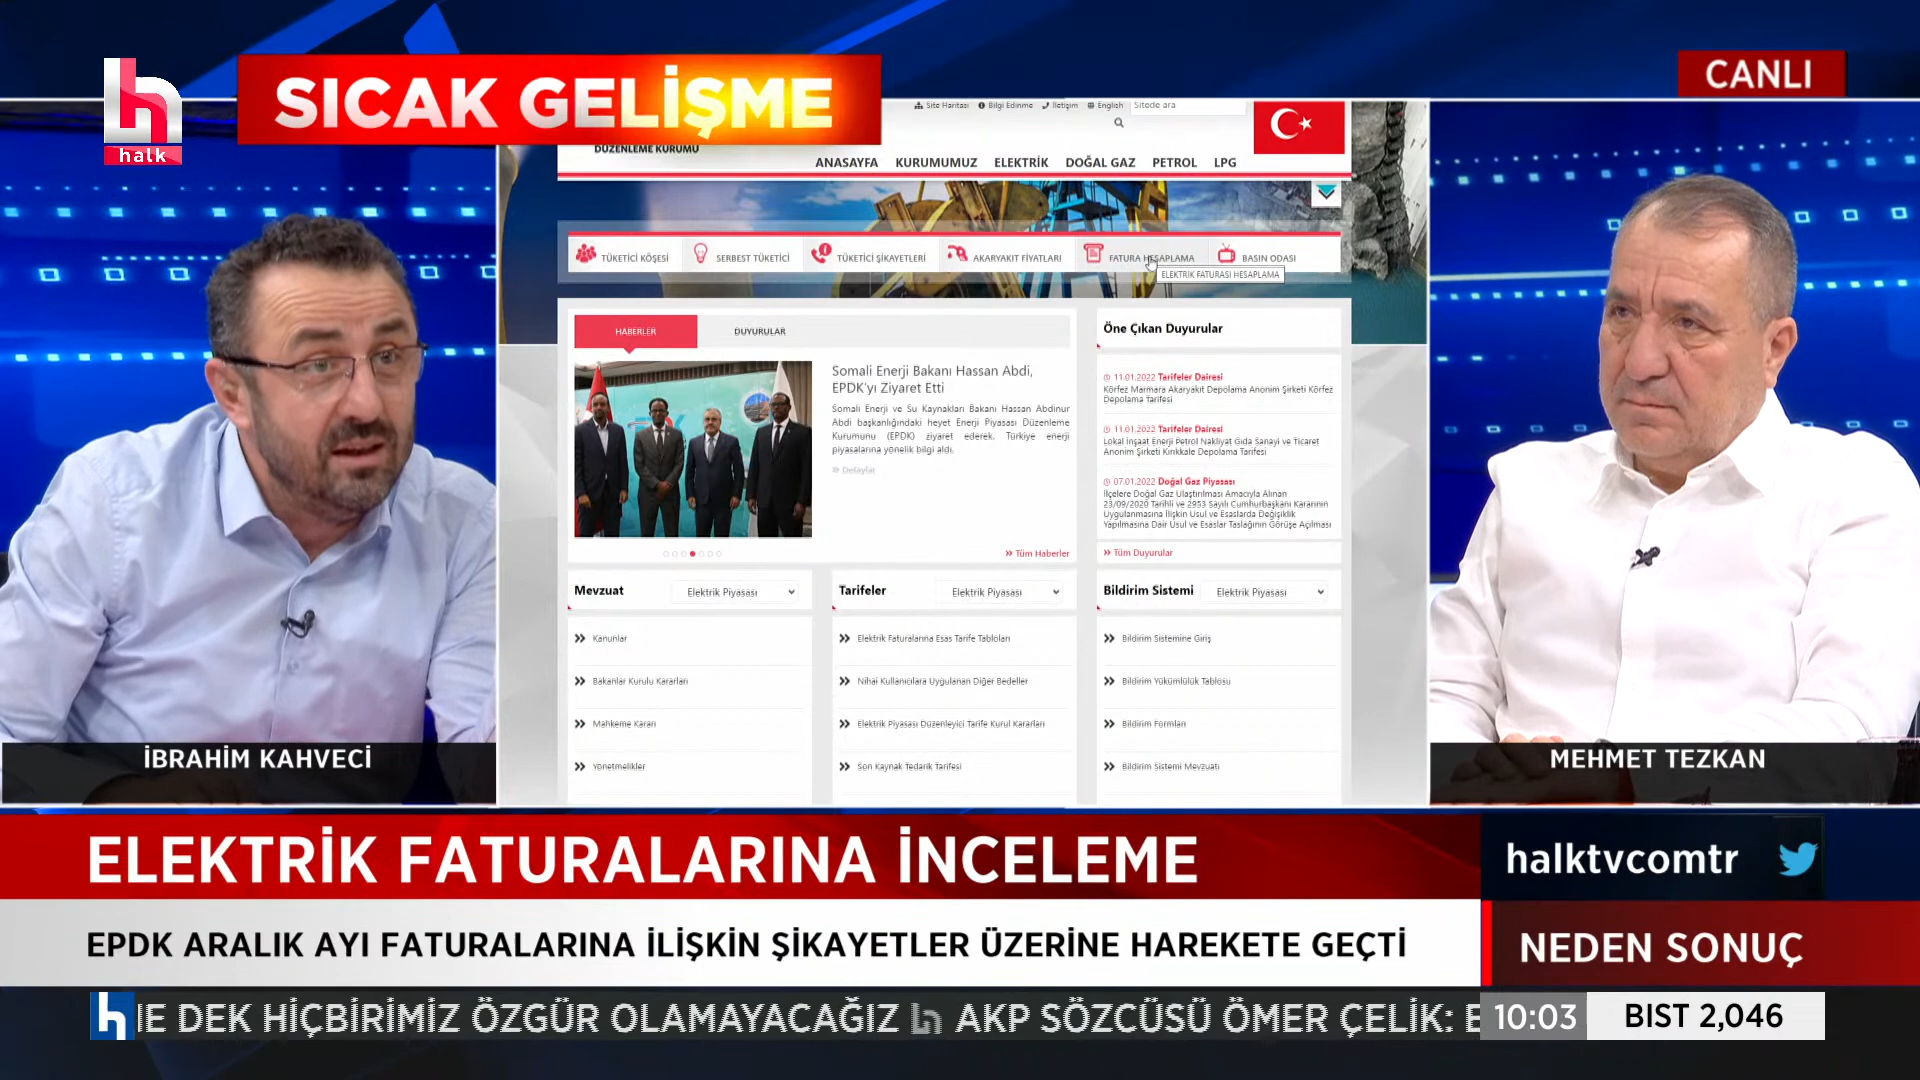 h halk
SICAK GELİŞME
CANLI
Site Haritası Bilgi Edinme İletişim English Sitede ara
DÜZENLEME KURUMU
ANASAYFA KURUMUMUZ ELEKTRİK DOĞAL GAZ PETROL LPG
TÜKETİCİ KÖŞESİ SERBEST TÜKETİCİ TÜKETİCİ ŞİKAYETLERİ AKARYAKIT FİYATLARI FATURA HESAPLAMA BASIN ODASI
ELEKTRİK FATURASI HESAPLAMA
HABERLER DUYURULAR
Somali Enerji Bakanı Hassan Abdi,
EPDK'yı Ziyaret Etti
Somali Enerji ve Su Kaynakları Bakanı Hassan Abdinur
Abdi başkanlığındaki heyet Enerji Piyasası Düzenleme
Kurumunu (EPDK) ziyaret ederek, Türkiye enerji
piyasalarına yönelik bilgi aldı.
Detaylar
Tüm Haberler
Öne Çıkan Duyurular
11.01.2022 Tarifeler Dairesi
Körfez Marmara Akaryakıt Depolama Anonim Şirketi Körfez
Depolama Tarifesi
11.01.2022 Tarifeler Dairesi
Lokal İnşaat Enerji Petrol Nakliyat Gıda Sanayi ve Ticaret
Anonim Şirketi Kırıkkale Depolama Tarifesi
07.01.2022 Doğal Gaz Piyasası
İlçelere Doğal Gaz Ulaştırılması Amacıyla Alınan
23/09/2020 Tarihli ve 2953 Sayılı Cumhurbaşkanı Kararının
Uygulanmasına İlişkin Usul ve Esaslarda Değişiklik
Yapılmasına Dair Usul ve Esaslar Taslağının Görüşe Açılması
Tüm Duyurular
Mevzuat Elektrik Piyasası
Kanunlar
Bakanlar Kurulu Kararları
Mahkeme Kararı
Yönetmelikler
Tarifeler Elektrik Piyasası
Elektrik Faturalarına Esas Tarife Tabloları
Nihai Kullanıcılara Uygulanan Diğer Bedeller
Elektrik Piyasası Düzenleyici Tarife Kurul Kararları
Son Kaynak Tedarik Tarifesi
Bildirim Sistemi Elektrik Piyasası
Bildirim Sistemine Giriş
Bildirim Yükümlülük Tablosu
Bildirim Formları
Bildirim Sistemi Mevzuatı
İBRAHİM KAHVECİ
MEHMET TEZKAN
ELEKTRİK FATURALARINA İNCELEME
halktvcomtr
EPDK ARALIK AYI FATURALARINA İLİŞKİN ŞİKAYETLER ÜZERİNE HAREKETE GEÇTİ
NEDEN SONUÇ
DEK HİÇBİRİMİZ ÖZGÜR OLAMAYACAĞIZ h AKP SÖZCÜSÜ ÖMER ÇELİK:
10:03 BIST 2,046